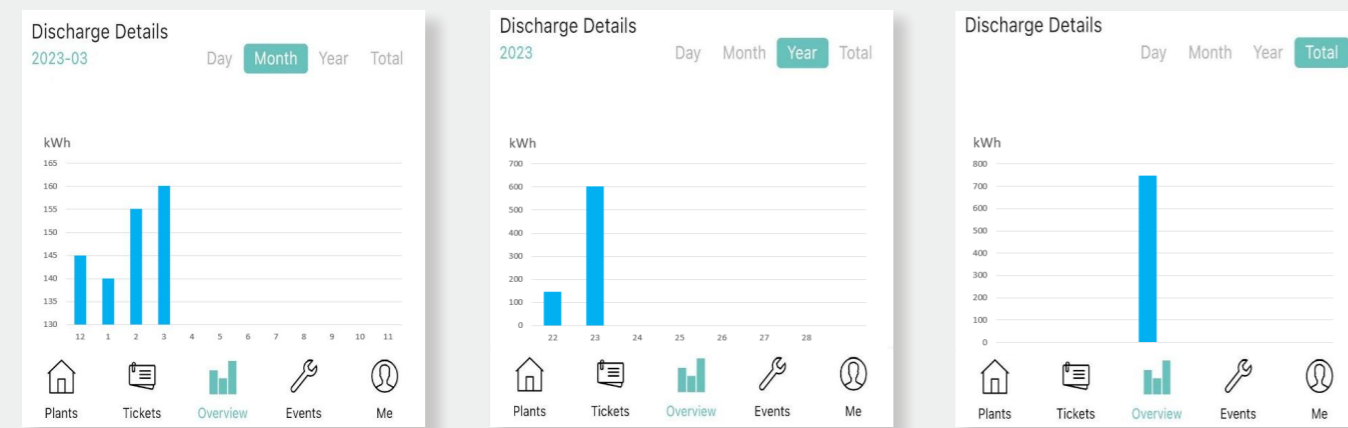 Discharge Details
2023-03
Day Month Year Total
kWh
165
160
155
150
145
140
135
130
12 1 2 3 4 5 6 7 8 9 10 11
Plants Tickets Overview Events Me
Discharge Details
2023
Day Month Year Total
kWh
700
600
500
400
300
200
100
0
22 23 24 25 26 27 28
Plants Tickets Overview Events Me
Discharge Details
Day Month Year Total
kWh
800
700
600
500
400
300
200
100
0
Plants Tickets Overview Events Me